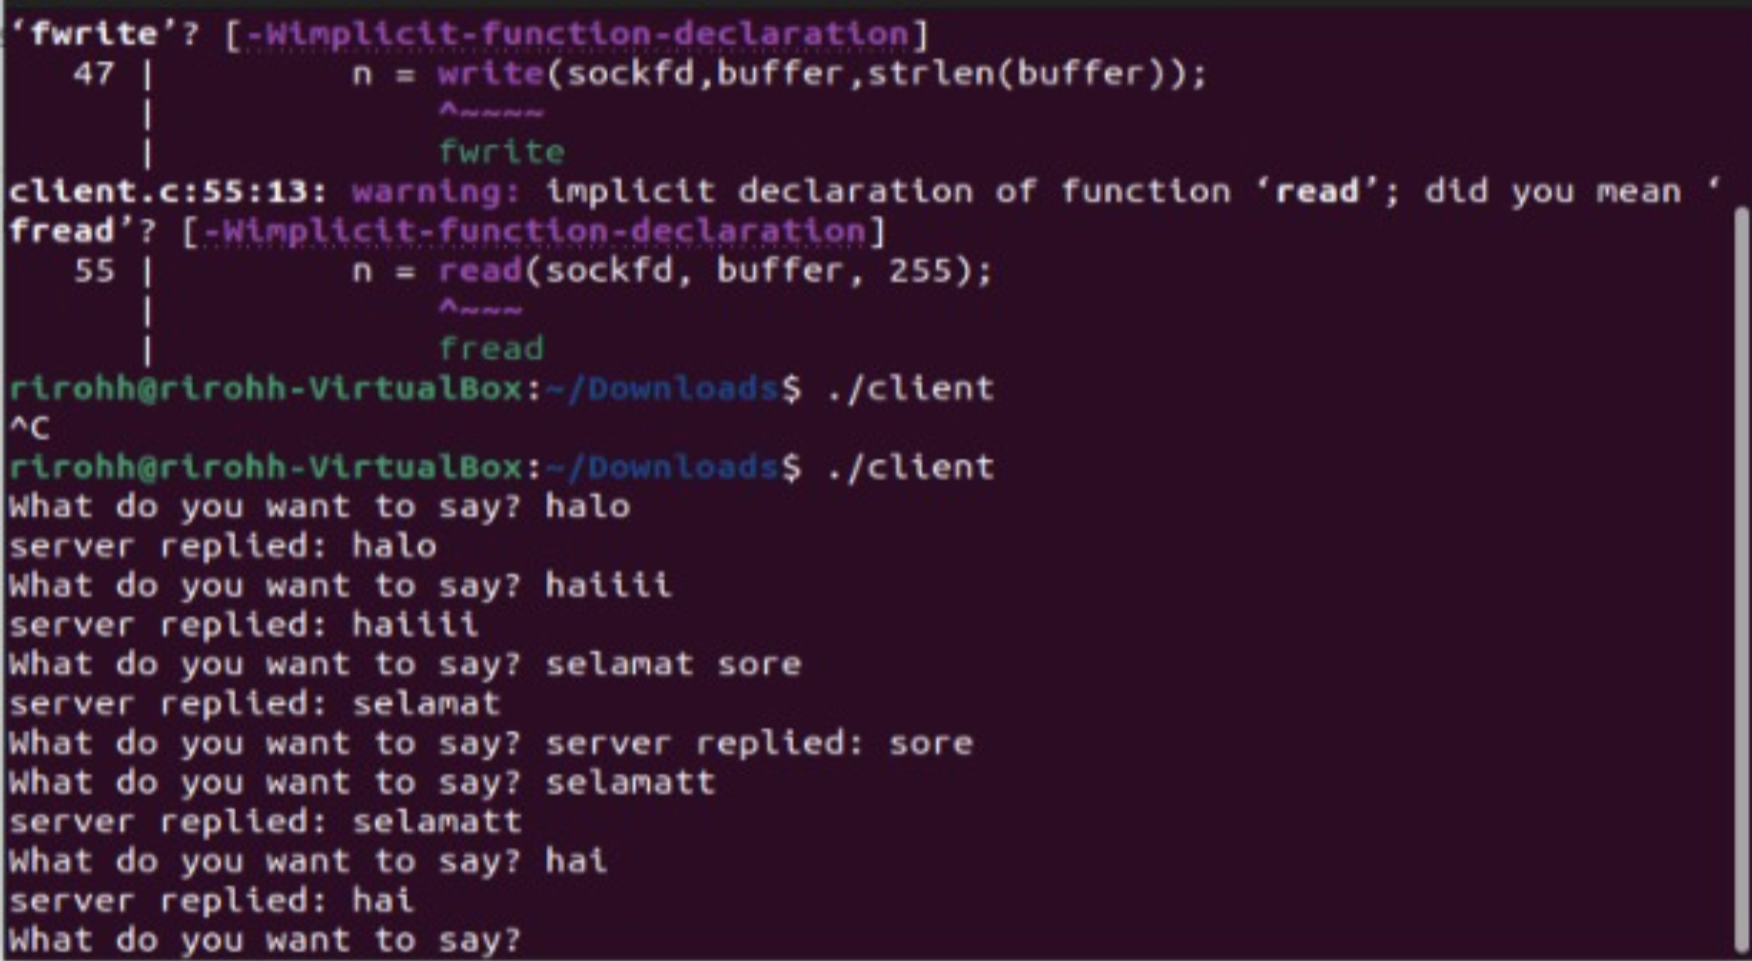 ‘fwrite’? [-Wimplicit-function-declaration]
   47 |         n = write(sockfd,buffer,strlen(buffer));
      |             ^~~~~
      |             fwrite
client.c:55:13: warning: implicit declaration of function ‘read’; did you mean ‘
fread’? [-Wimplicit-function-declaration]
   55 |         n = read(sockfd, buffer, 255);
      |             ^~~~
      |             fread
rirohh@rirohh-VirtualBox:~/Downloads$ ./client
^C
rirohh@rirohh-VirtualBox:~/Downloads$ ./client
What do you want to say? halo
server replied: halo
What do you want to say? haiiii
server replied: haiiii
What do you want to say? selamat sore
server replied: selamat
What do you want to say? server replied: sore
What do you want to say? selamatt
server replied: selamatt
What do you want to say? hai
server replied: hai
What do you want to say?